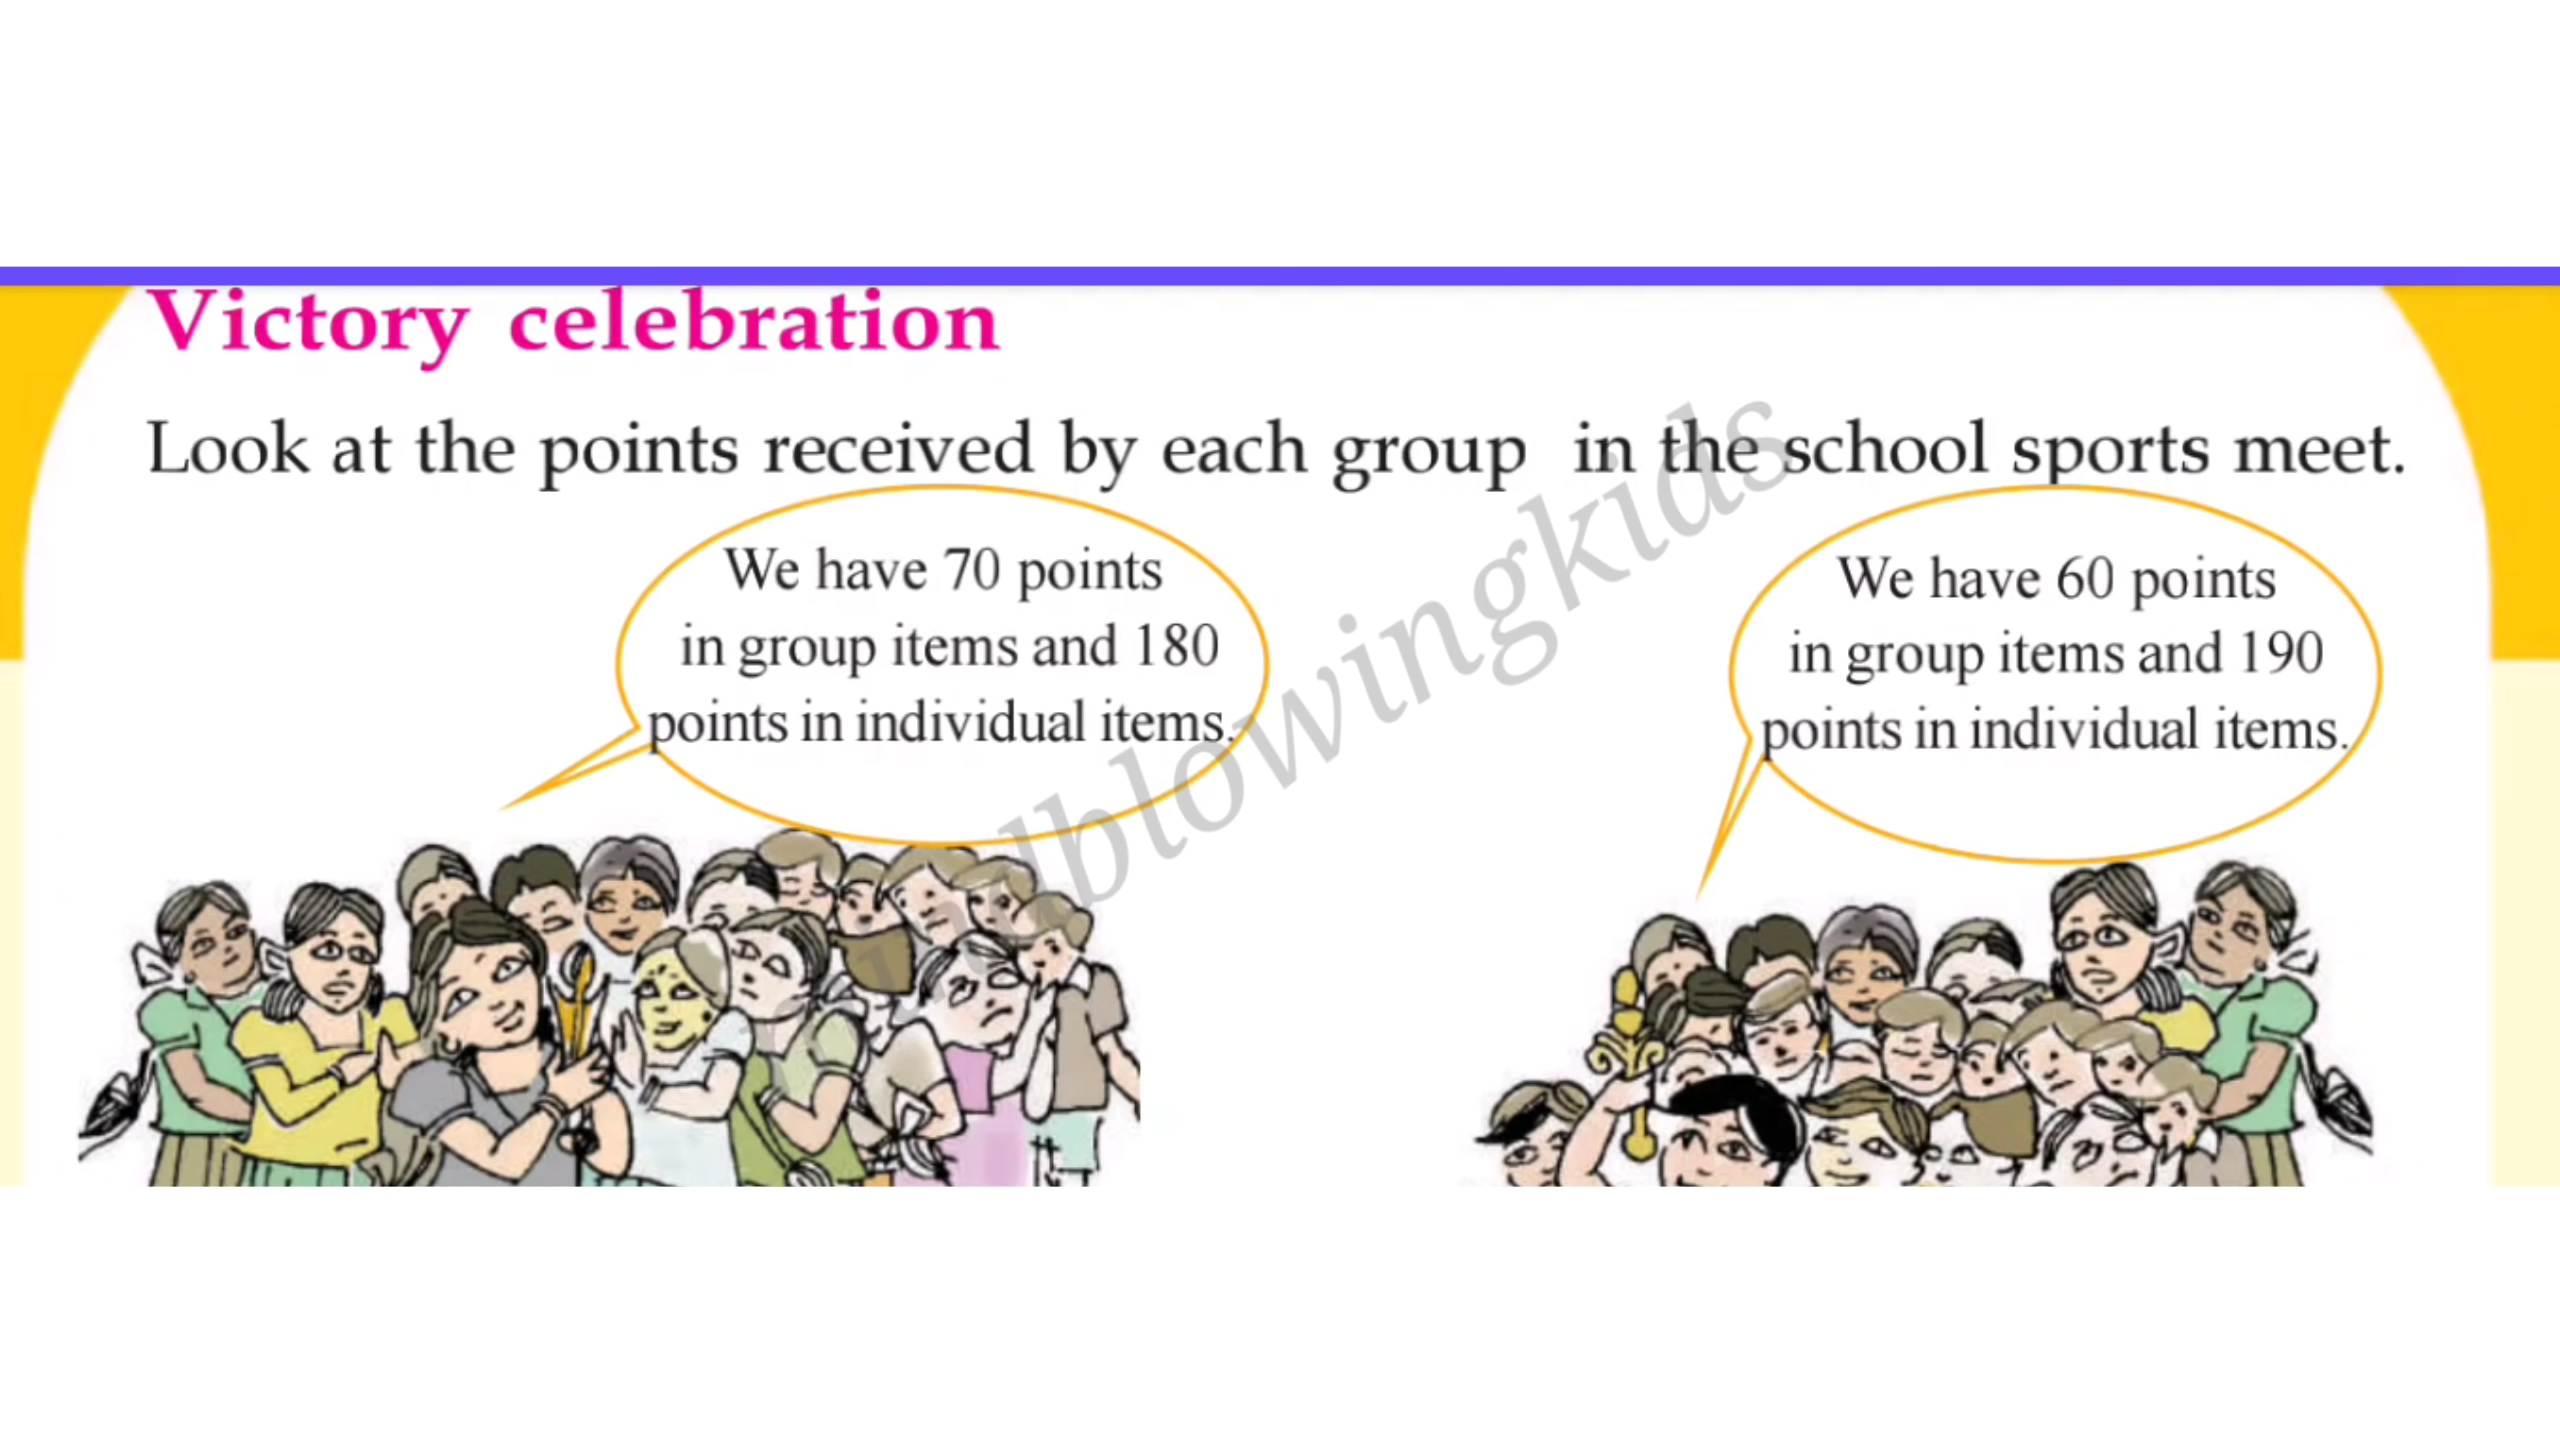 Victory celebration
Look at the points received by each group in the school sports meet.
We have 70 points
in group items and 180
points in individual items.
We have 60 points
in group items and 190
points in individual items.